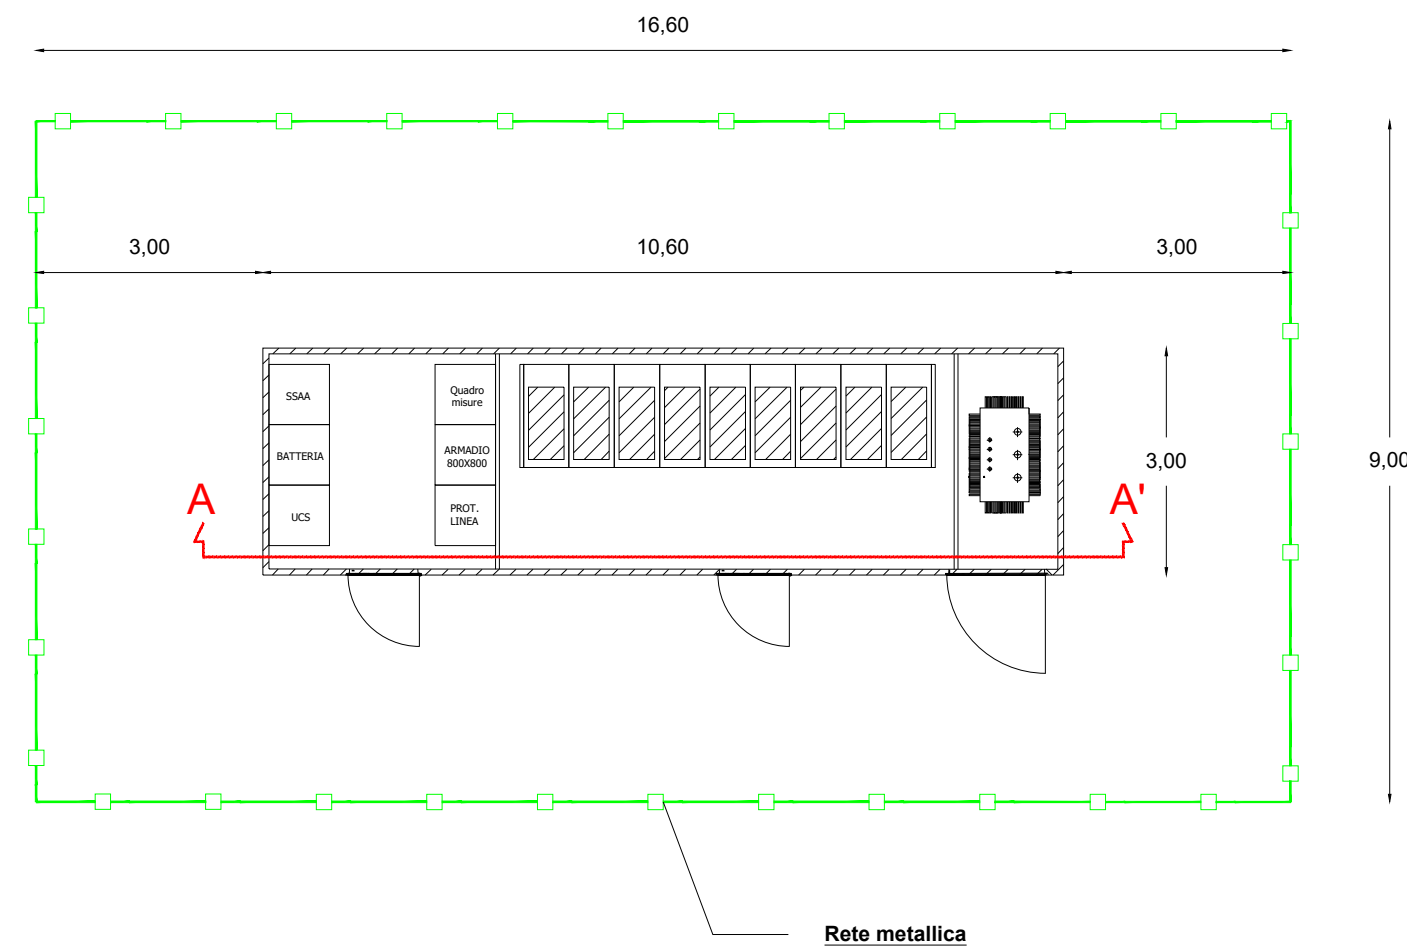 16,60
3,00
10,60
3,00
SSAA
Quadro
misure
BATTERIA
ARMADIO
800X800
3,00
9,00
A
A'
UCS
PROT.
LINEA
Rete metallica